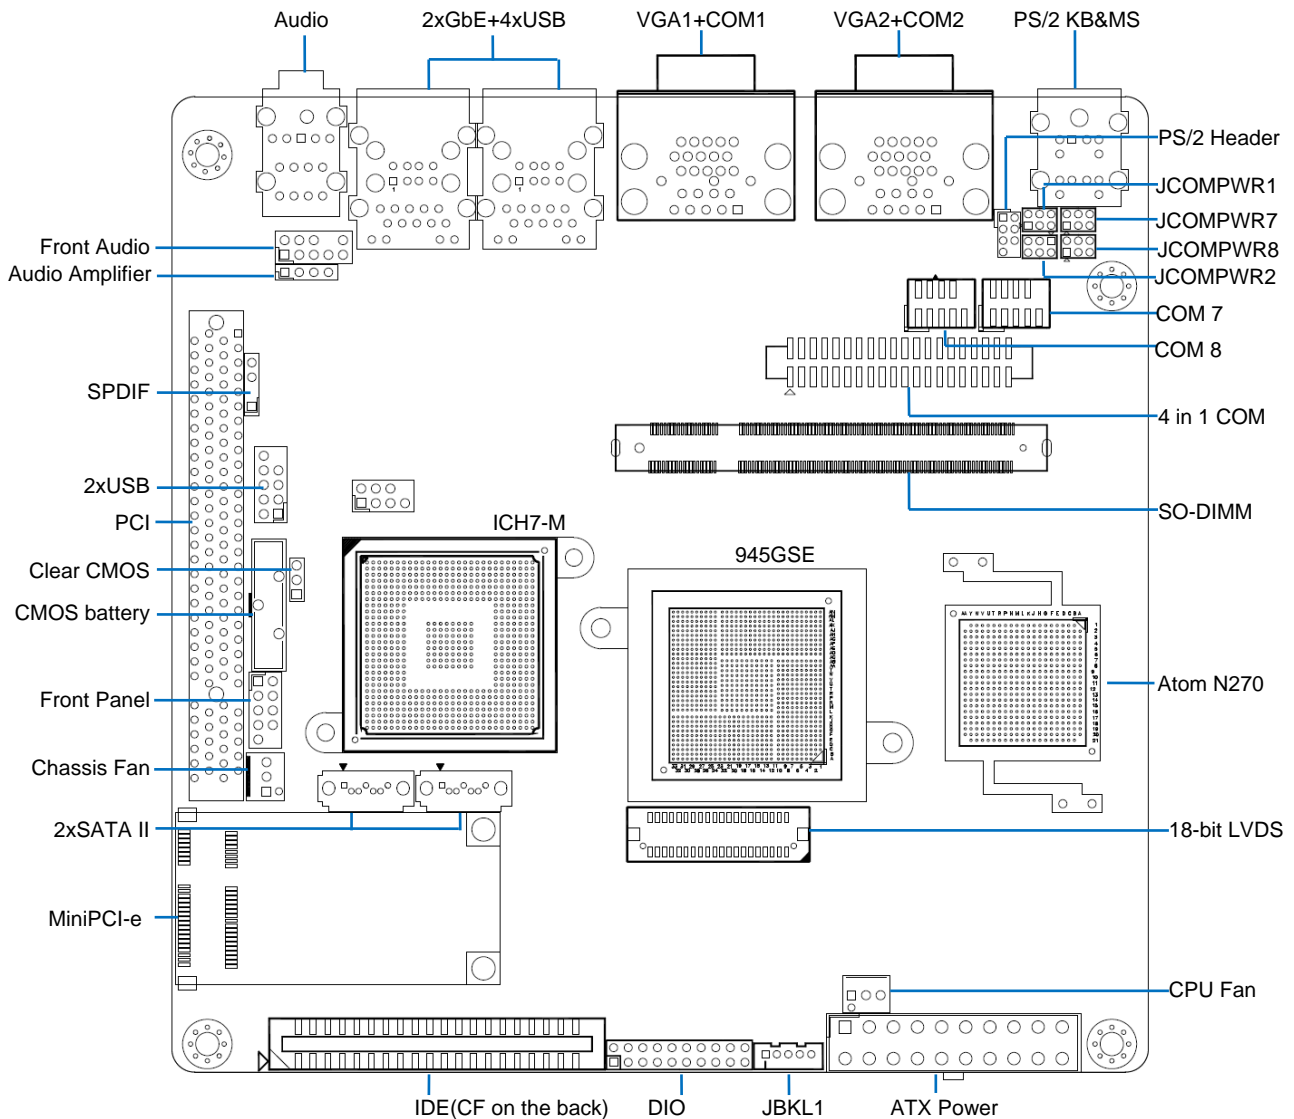 Audio
2xGbE+4xUSB
VGA1+COM1
VGA2+COM2
PS/2 KB&MS
PS/2 Header
JCOMPWR1
JCOMPWR7
JCOMPWR8
JCOMPWR2
COM 7
COM 8
4 in 1 COM
SO-DIMM
Front Audio
Audio Amplifier
SPDIF
2xUSB
PCI
Clear CMOS
CMOS battery
Front Panel
Chassis Fan
2xSATA II
MiniPCI-e
ICH7-M
945GSE
Atom N270
18-bit LVDS
CPU Fan
IDE(CF on the back)
DIO
JBKL1
ATX Power
1
1